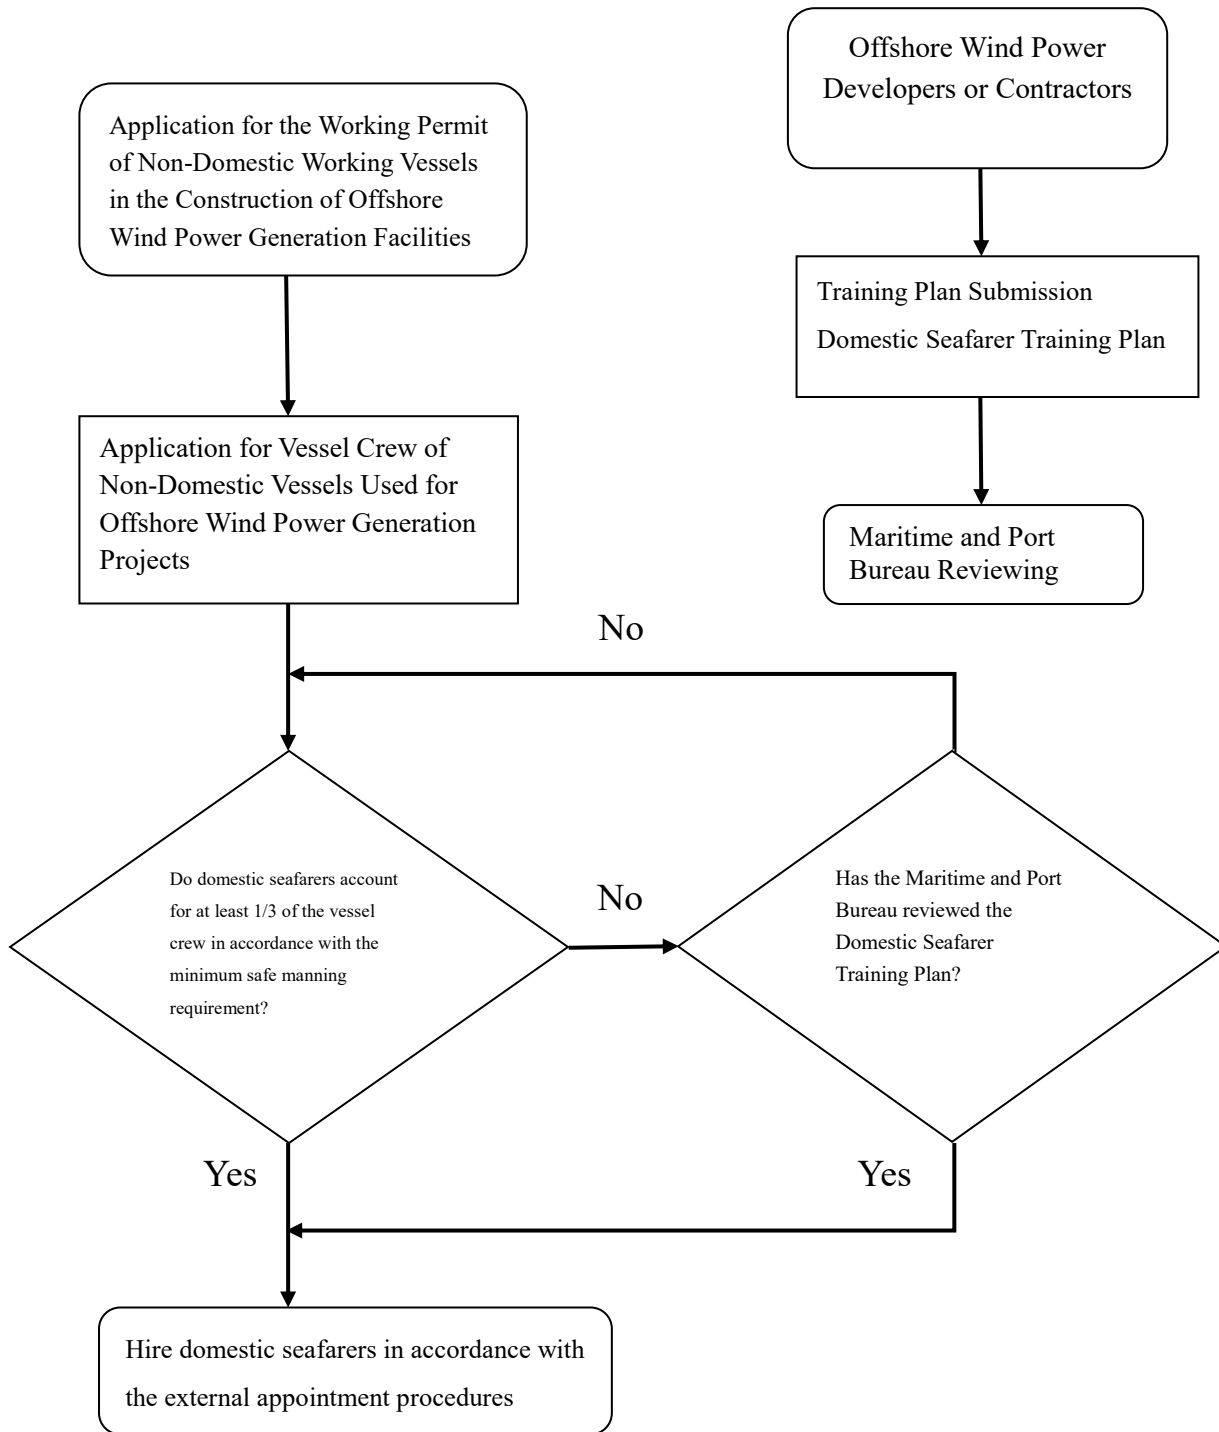 Offshore Wind Power
Developers or Contractors
Application for the Working Permit
of Non-Domestic Working Vessels
in the Construction of Offshore
Wind Power Generation Facilities
Training Plan Submission
Domestic Seafarer Training Plan
Application for Vessel Crew of
Non-Domestic Vessels Used for
Offshore Wind Power Generation
Projects
Maritime and Port
Bureau Reviewing
No
Do domestic seafarers account
for at least 1/3 of the vessel
crew in accordance with the
minimum safe manning
requirement?
No
Has the Maritime and Port
Bureau reviewed the
Domestic Seafarer
Training Plan?
Yes
Yes
Hire domestic seafarers in accordance with
the external appointment procedures